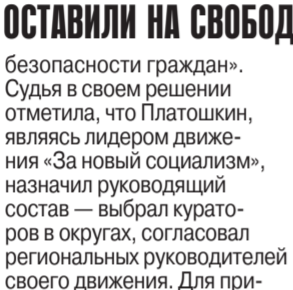 ОСТАВИЛИ НА СВОБОД
безопасности граждан».
Судья в своем решении
отметила, что Платошкин,
являясь лидером движе-
ния «За новый социализм»,
назначил руководящий
состав — выбрал курато-
ров в округах, согласовал
региональных руководителей
своего движения. Для при-